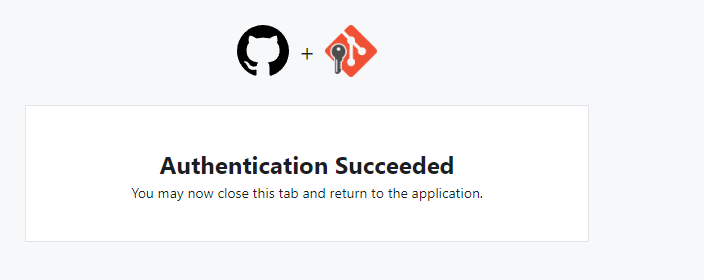 +
Authentication Succeeded
You may now close this tab and return to the application.